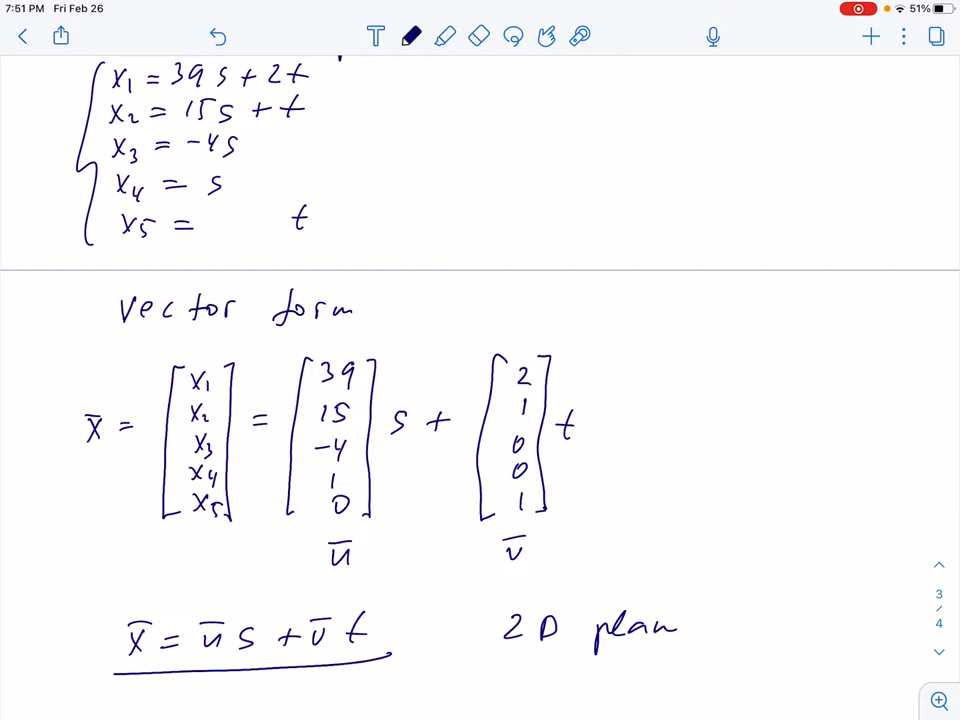 7:51 PM Fri Feb 26 51%
x₁ = 39 s + 2t
x₂ = 15s + t
x₃ = -4s
x₄ = s
x₅ = t
Vector form
x̄ = [x₁ x₂ x₃ x₄ x₅] = [39 15 -4 1 0] s + [2 1 0 0 1] t
ū v̄
x̄ = ū s + v̄ t 2D plan
3
/
4